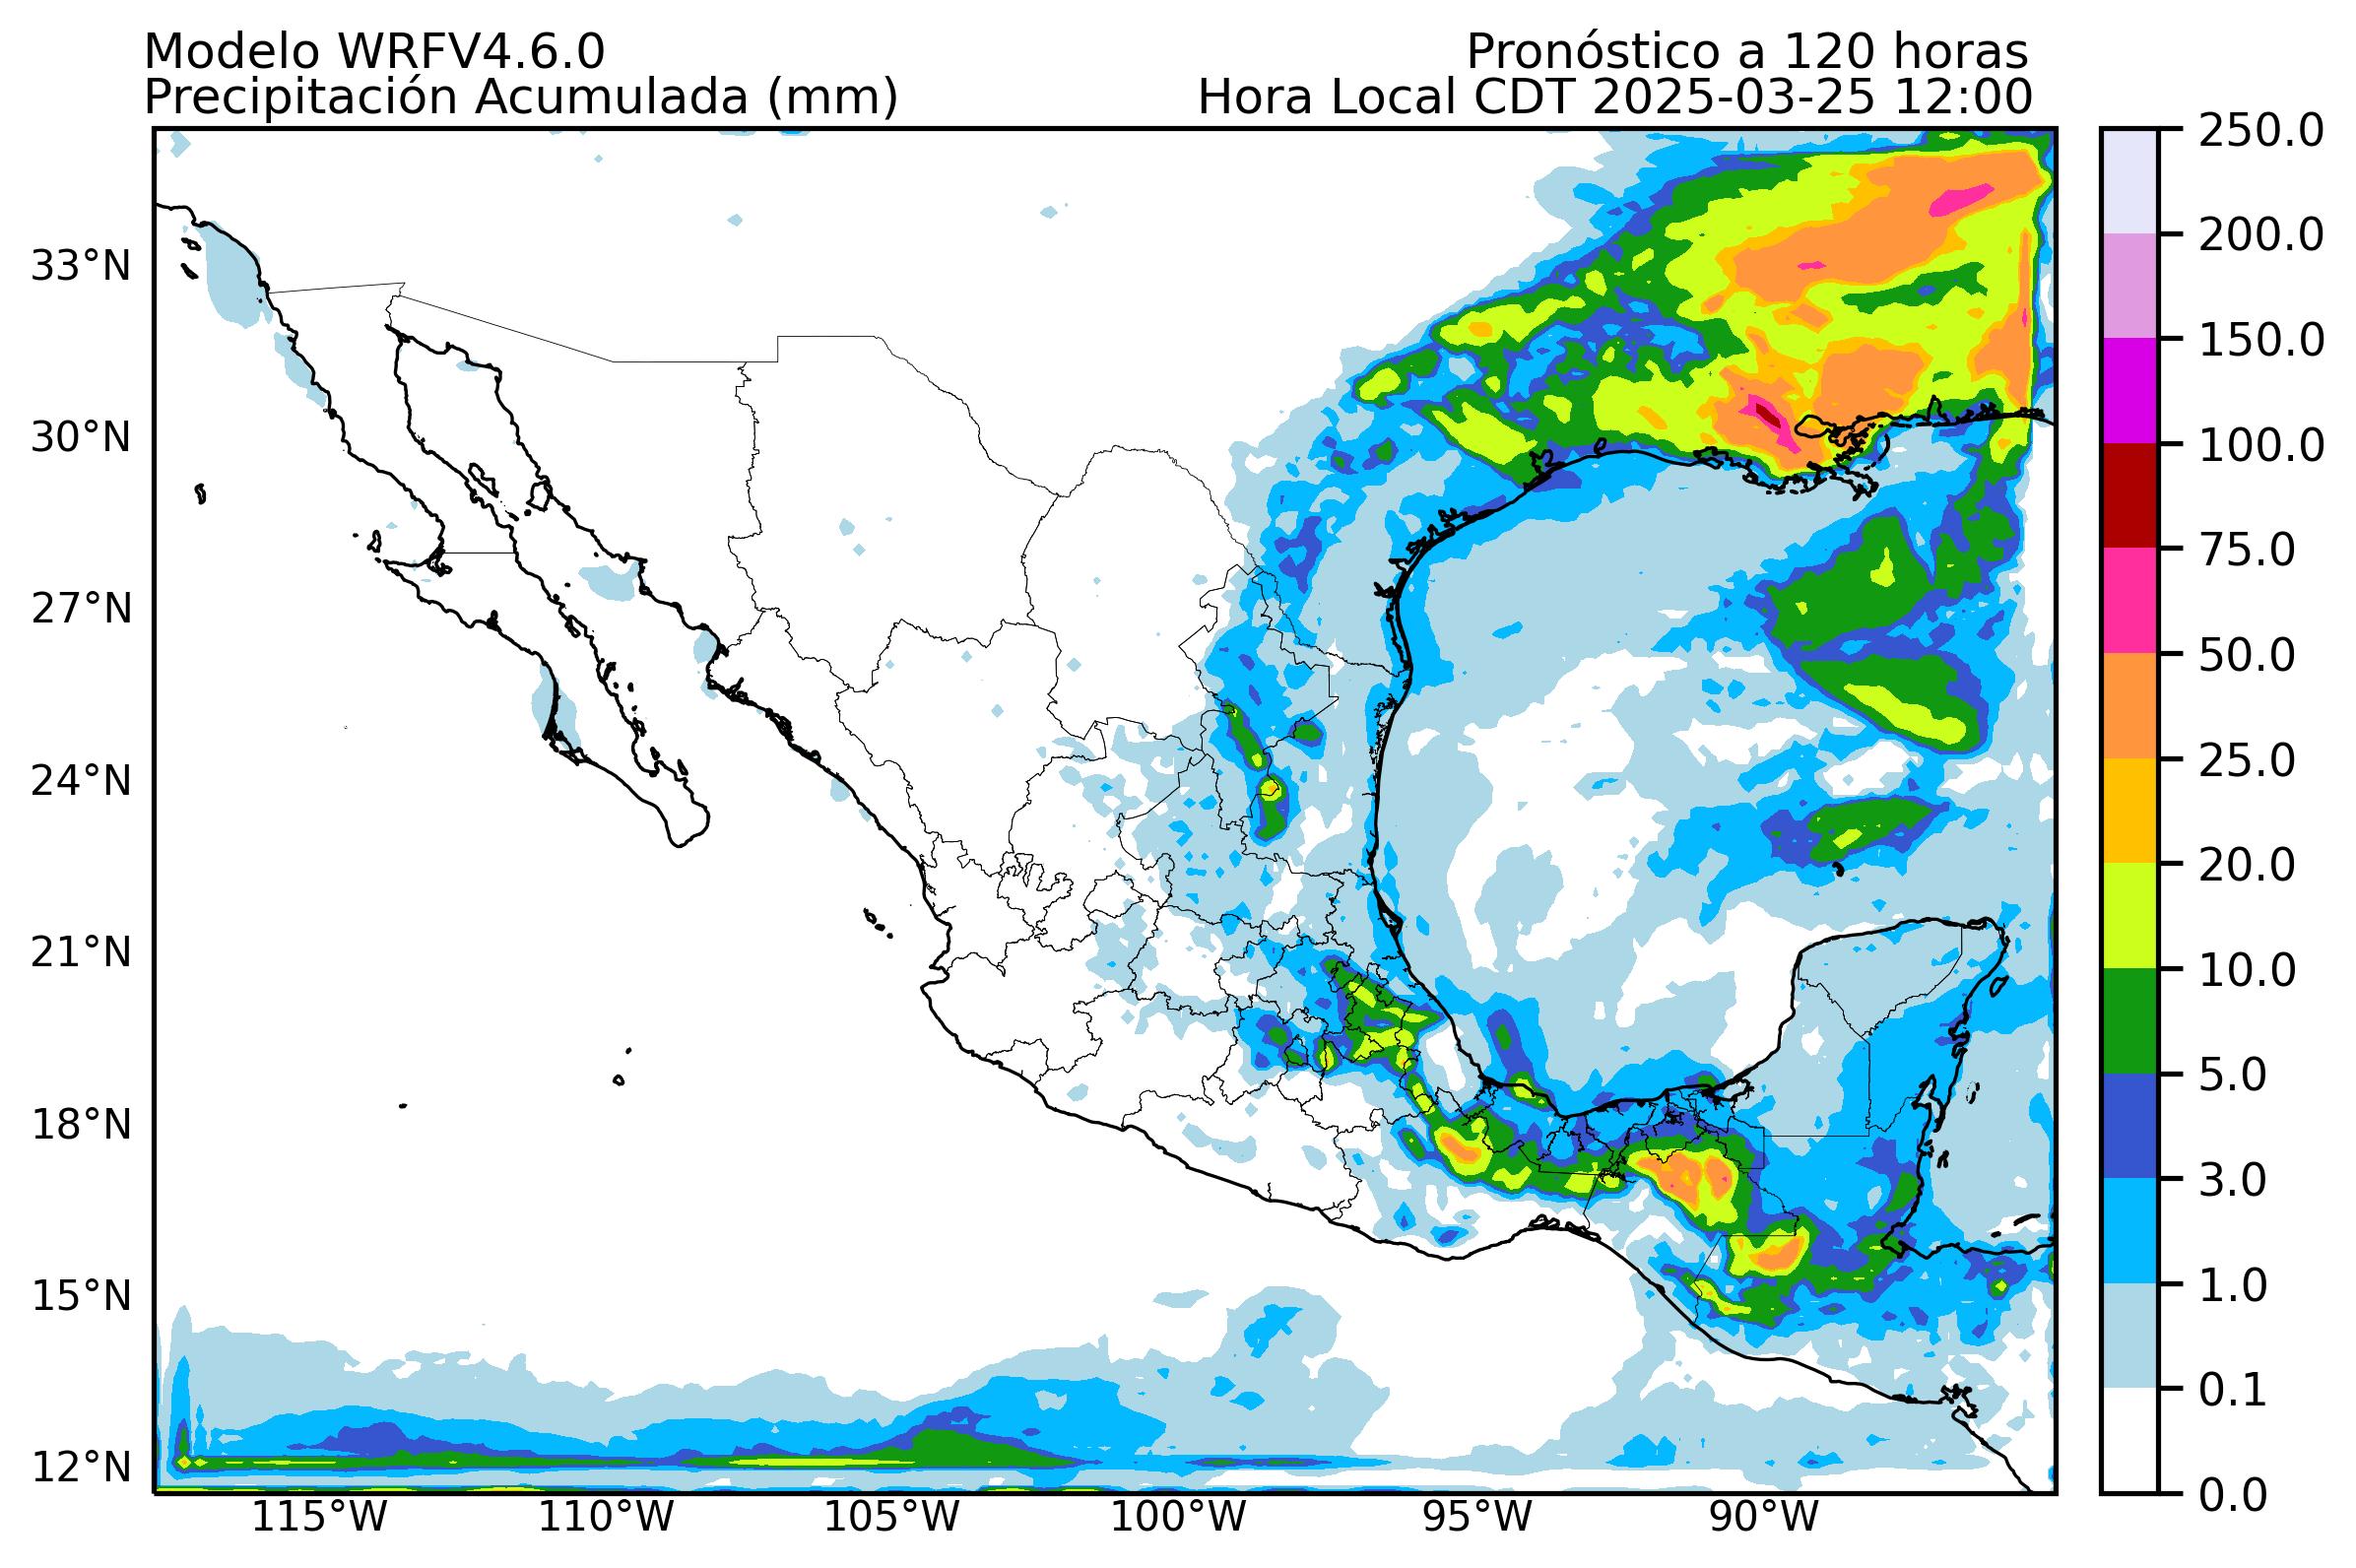 Modelo WRFV4.6.0
Pronóstico a 120 horas
Precipitación Acumulada (mm)
Hora Local CDT 2025-03-25 12:00
250.0
200.0
150.0
100.0
75.0
50.0
25.0
20.0
10.0
5.0
3.0
1.0
0.1
0.0
33°N
30°N
27°N
24°N
21°N
18°N
15°N
12°N
115°W
110°W
105°W
100°W
95°W
90°W